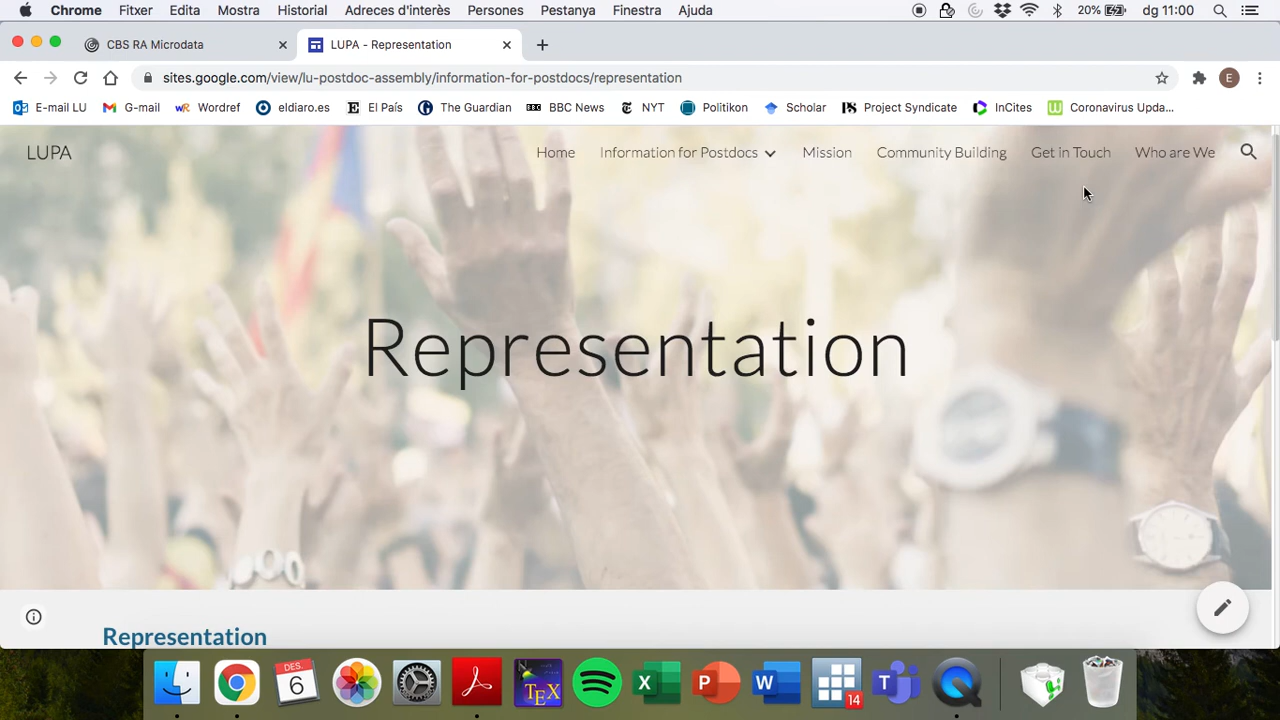 Chrome Fitxer Edita Mostra Historial Adreces d'interès Persones Pestanya Finestra Ajuda 20% dg 11:00
CBS RA Microdata LUPA - Representation
sites.google.com/view/lu-postdoc-assembly/information-for-postdocs/representation E
E-mail LU G-mail wR Wordref eldiario.es E El País The Guardian BBC News NYT Politikon Scholar Project Syndicate InCites Coronavirus Upda...
LUPA Home Information for Postdocs Mission Community Building Get in Touch Who are We
Representation
Representation
DES.
6
TEX
X
P
W
14
T